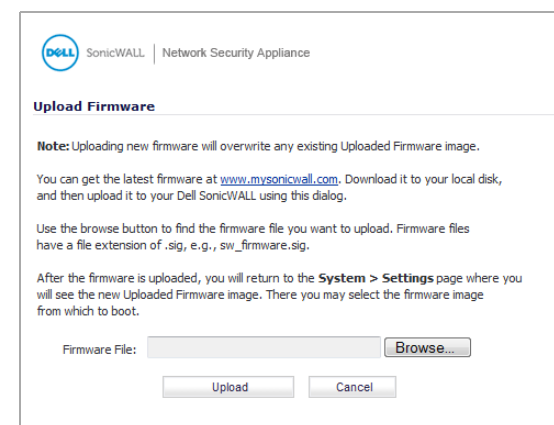 DELL SonicWALL | Network Security Appliance
Upload Firmware
Note: Uploading new firmware will overwrite any existing Uploaded Firmware image.
You can get the latest firmware at www.mysonicwall.com. Download it to your local disk,
and then upload it to your Dell SonicWALL using this dialog.
Use the browse button to find the firmware file you want to upload. Firmware files
have a file extension of .sig, e.g., sw_firmware.sig.
After the firmware is uploaded, you will return to the System > Settings page where you
will see the new Uploaded Firmware image. There you may select the firmware image
from which to boot.
Firmware File: Browse...
Upload Cancel